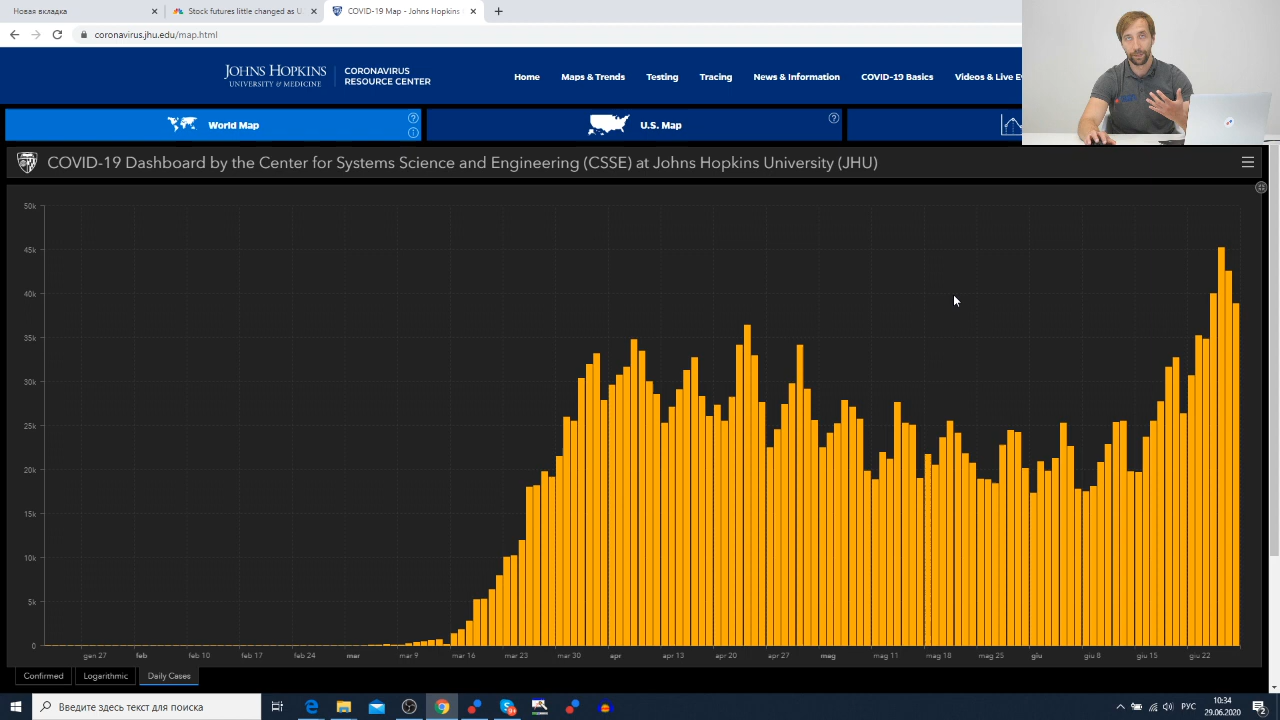 Новая вкладка
Stock futures little changed as U.
COVID-19 Map - Johns Hopkins
coronavirus.jhu.edu/map.html
JOHNS HOPKINS
UNIVERSITY & MEDICINE
CORONAVIRUS
RESOURCE CENTER
Home
Maps & Trends
Testing
Tracing
News & Information
COVID-19 Basics
Videos & Live Ev
World Map
U.S. Map
COVID-19 Dashboard by the Center for Systems Science and Engineering (CSSE) at Johns Hopkins University (JHU)
50k
45k
40k
35k
30k
25k
20k
15k
10k
5k
0
gen 27
feb
feb 10
feb 17
feb 24
mar
mar 9
mar 16
mar 23
mar 30
apr
apr 13
apr 20
apr 27
mag
mag 11
mag 18
mag 25
giu
giu 8
giu 15
giu 22
Confirmed
Logarithmic
Daily Cases
Введите здесь текст для поиска
РУС
10:34
29.06.2020
2